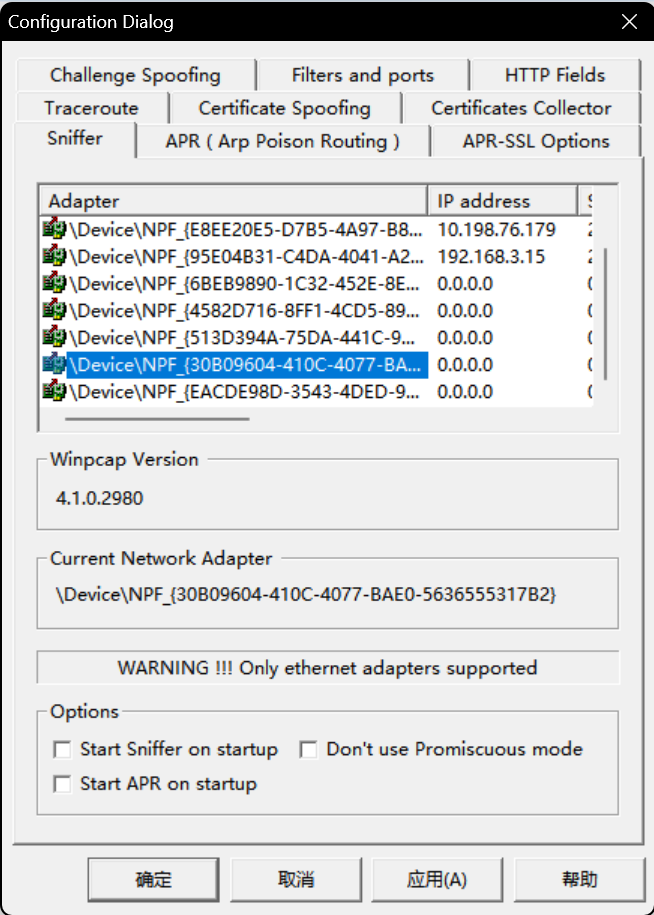 Configuration Dialog
Challenge Spoofing Filters and ports HTTP Fields
Traceroute Certificate Spoofing Certificates Collector
Sniffer APR ( Arp Poison Routing ) APR-SSL Options
Adapter IP address
\Device\NPF_{E8EE20E5-D7B5-4A97-B8... 10.198.76.179
\Device\NPF_{95E04B31-C4DA-4041-A2... 192.168.3.15
\Device\NPF_{6BEB9890-1C32-452E-8E... 0.0.0.0
\Device\NPF_{4582D716-8FF1-4CD5-89... 0.0.0.0
\Device\NPF_{513D394A-75DA-441C-9... 0.0.0.0
\Device\NPF_{30B09604-410C-4077-BA... 0.0.0.0
\Device\NPF_{EACDE98D-3543-4DED-9... 0.0.0.0
Winpcap Version
4.1.0.2980
Current Network Adapter
\Device\NPF_{30B09604-410C-4077-BAE0-5636555317B2}
WARNING !!! Only ethernet adapters supported
Options
Start Sniffer on startup Don't use Promiscuous mode
Start APR on startup
确定 取消 应用(A) 帮助